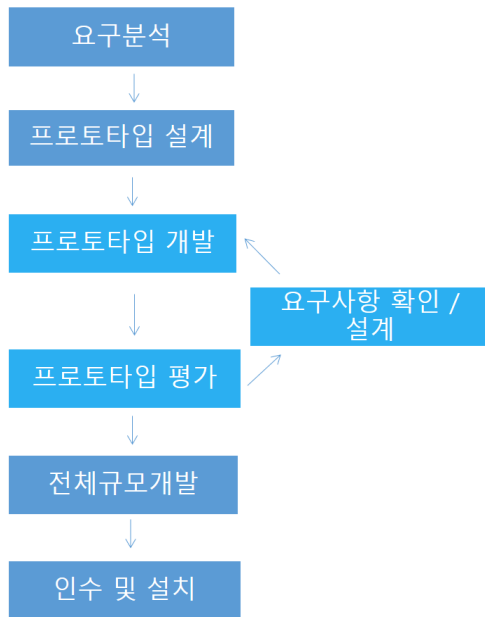 요구분석
프로토타입 설계
프로토타입 개발
요구사항 확인 /
설계
프로토타입 평가
전체규모개발
인수 및 설치